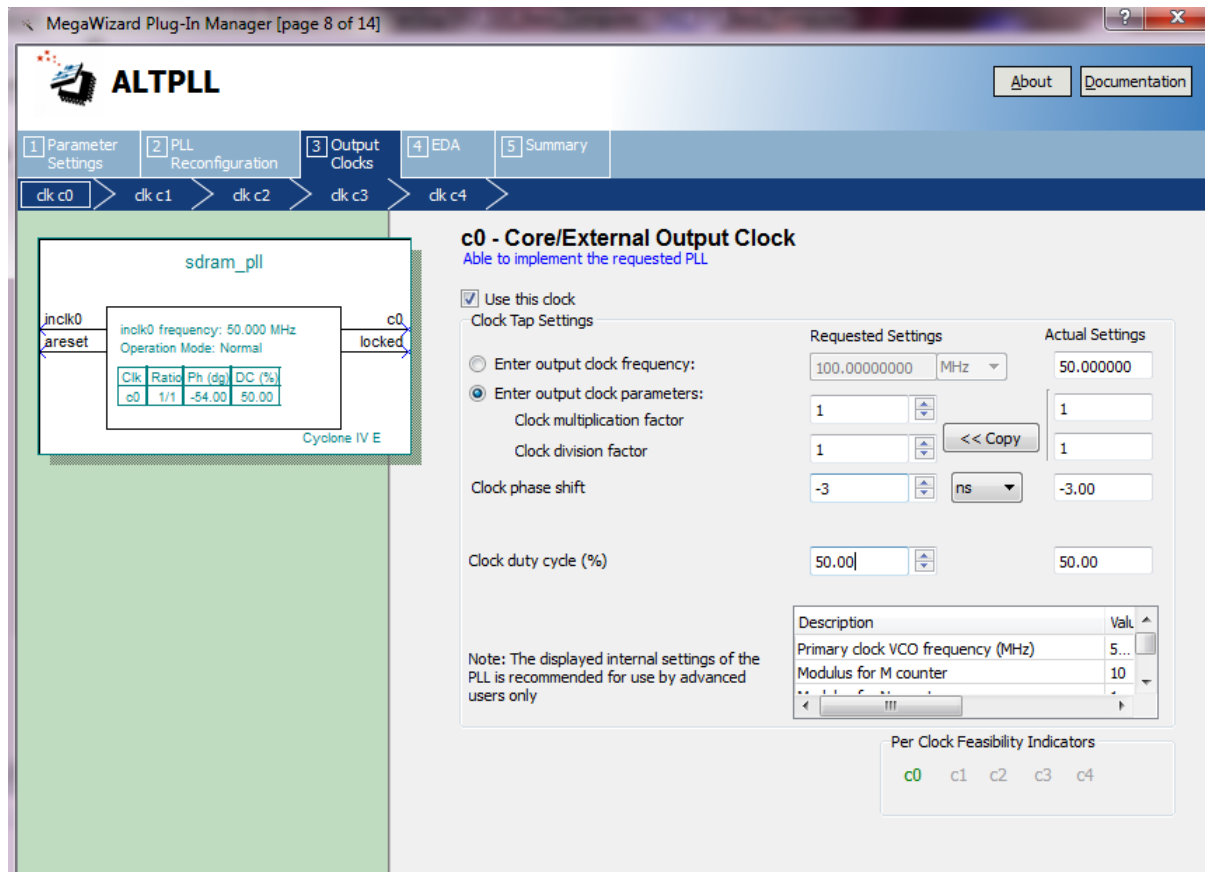 MegaWizard Plug-In Manager [page 8 of 14]
? X
ALTPLL
About Documentation
1 Parameter Settings
2 PLL Reconfiguration
3 Output Clocks
4 EDA
5 Summary
clk c0 clk c1 clk c2 clk c3 clk c4
sdram_pll
inclk0
areset
c0
locked
inclk0 frequency: 50.000 MHz
Operation Mode: Normal
Clk Ratio Ph (dg) DC (%)
c0 1/1 -54.00 50.00
Cyclone IV E
c0 - Core/External Output Clock
Able to implement the requested PLL
Use this clock
Clock Tap Settings
Requested Settings Actual Settings
Enter output clock frequency: 100.00000000 MHz 50.000000
Enter output clock parameters:
Clock multiplication factor 1 1
<< Copy
Clock division factor 1 1
Clock phase shift -3 ns -3.00
Clock duty cycle (%) 50.00 50.00
Description
Primary clock VCO frequency (MHz) 5...
Modulus for M counter 10
Note: The displayed internal settings of the
PLL is recommended for use by advanced
users only
Per Clock Feasibility Indicators
c0 c1 c2 c3 c4